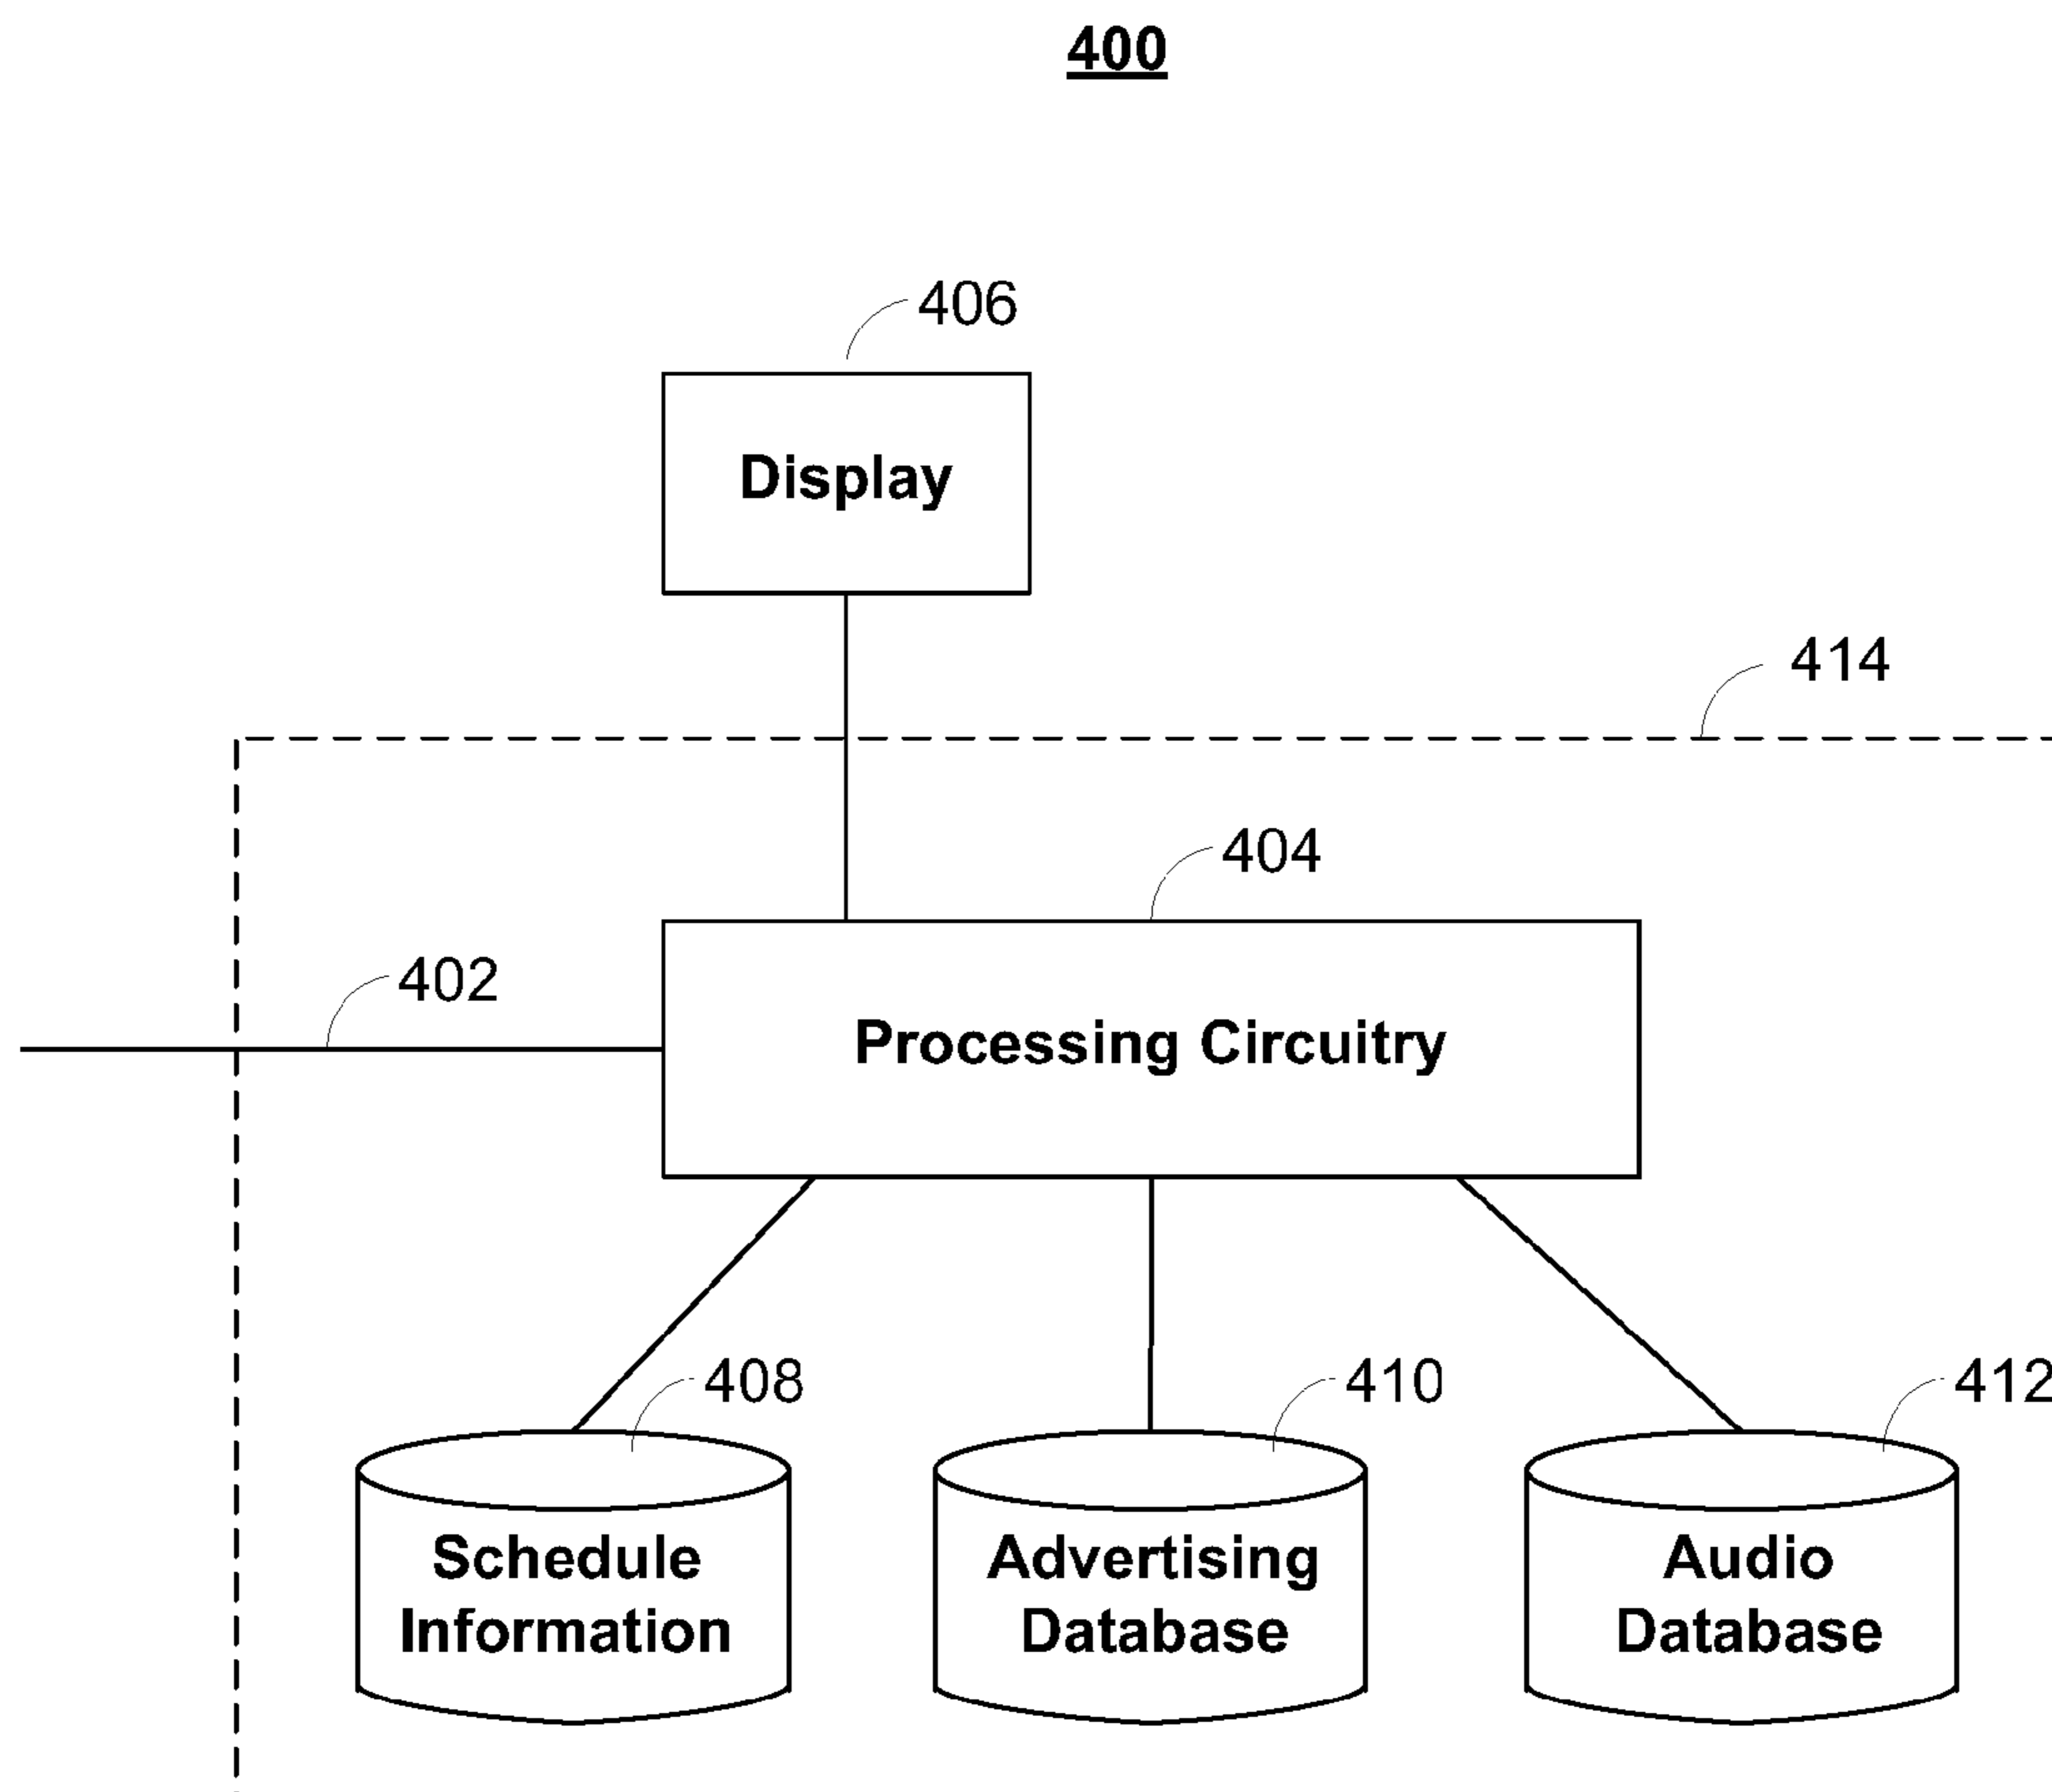 400
406
Display
414
404
402
Processing Circuitry
408
410
412
Schedule
Information
Advertising
Database
Audio
Database